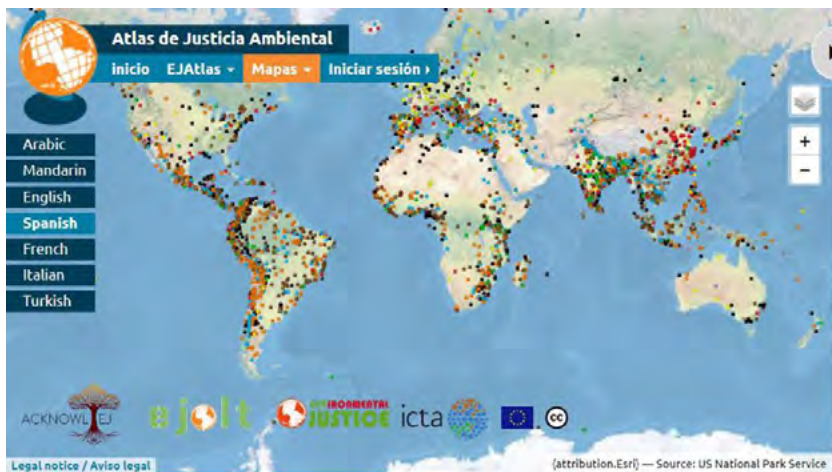 Atlas de Justicia Ambiental
inicio EJAtlas Mapas Iniciar sesión
Arabic
Mandarin
English
Spanish
French
Italian
Turkish
+
−
ACKNOWL EJ
ejolt
ENVIRONMENTAL
JUSTICE
icta
cc
Legal notice / Aviso legal
(attribution.Esri) — Source: US National Park Service